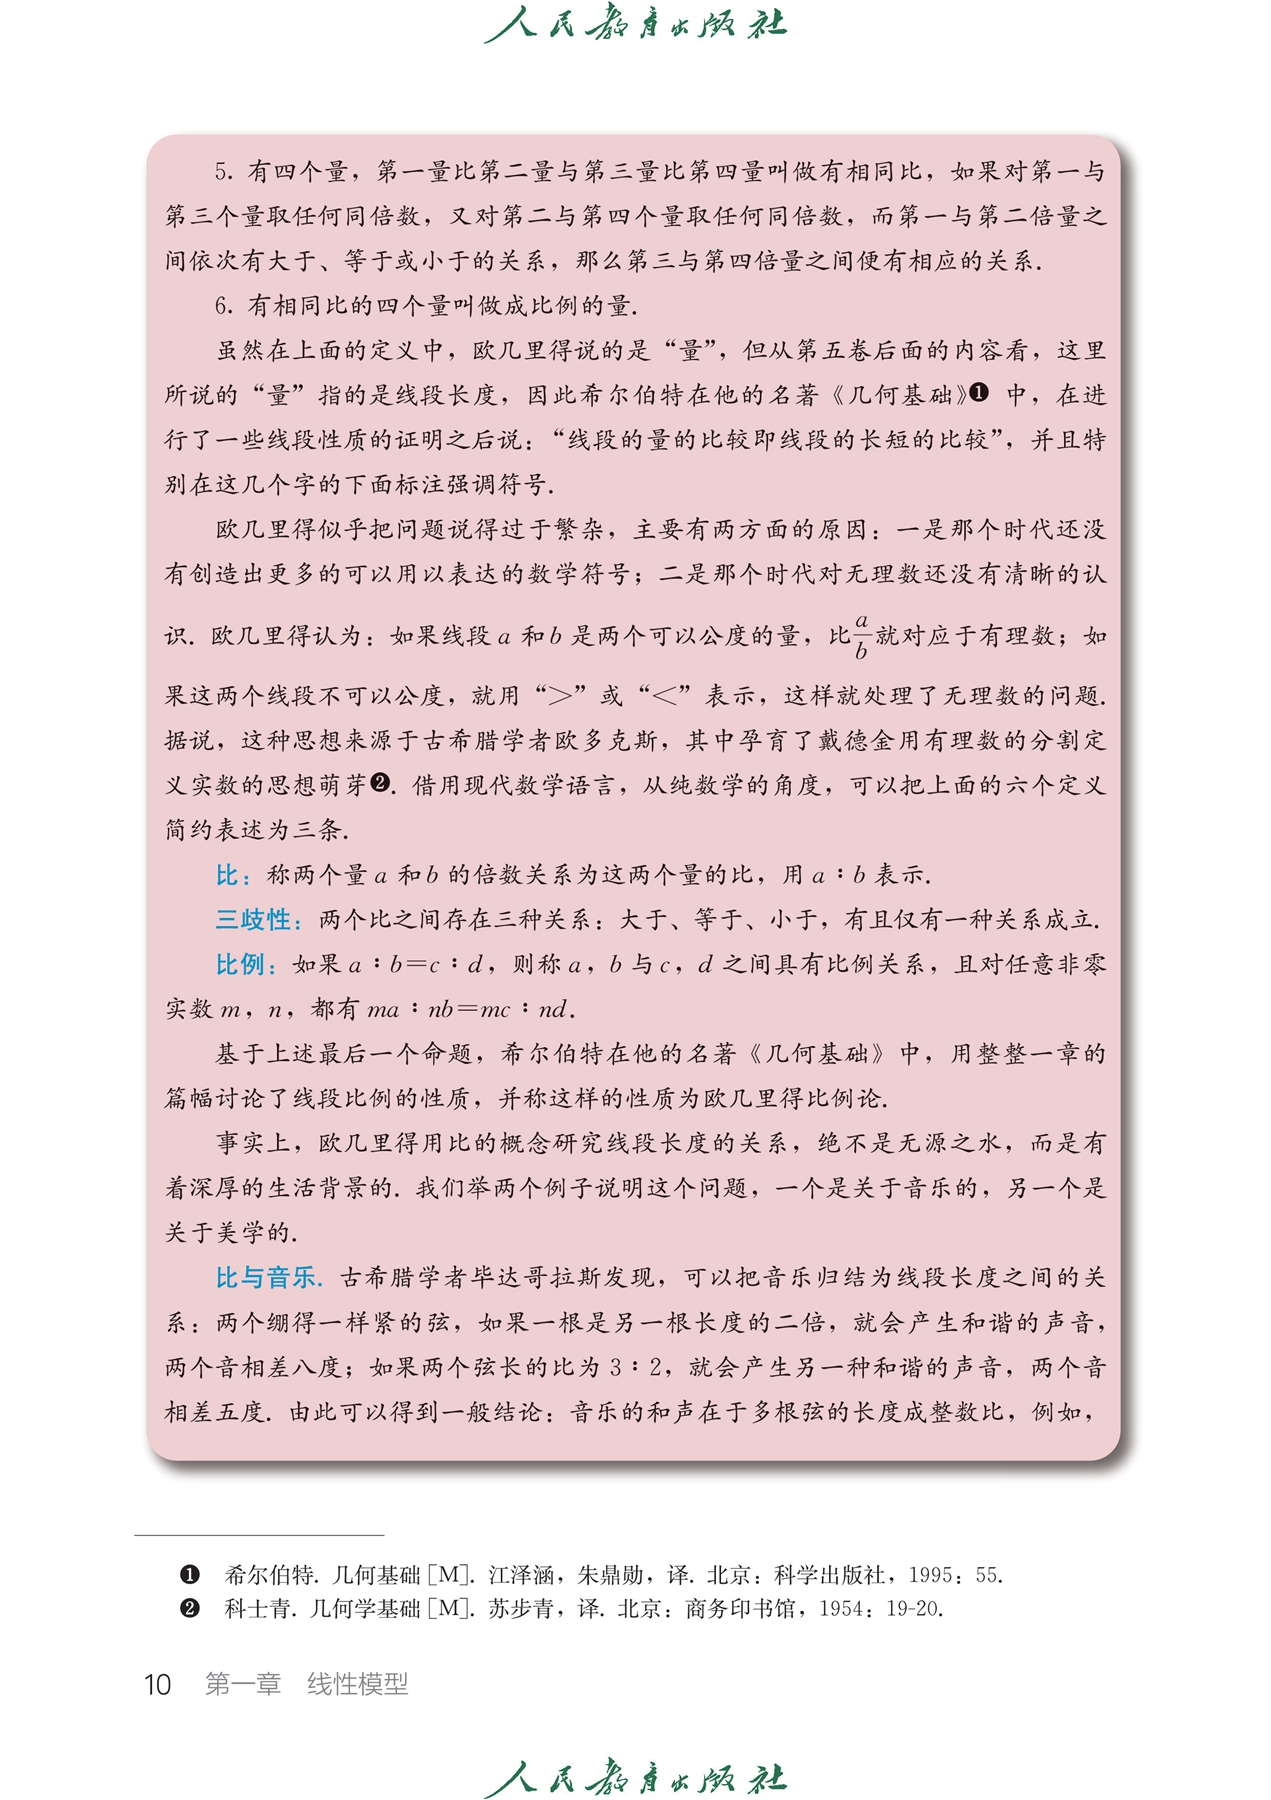 人民教育出版社
5. 有四个量，第一量比第二量与第三量比第四量叫做有相同比，如果对第一与
第三个量取任何同倍数，又对第二与第四个量取任何同倍数，而第一与第二倍量之
间依次有大于、等于或小于的关系，那么第三与第四倍量之间便有相应的关系.
6. 有相同比的四个量叫做成比例的量.
虽然在上面的定义中，欧几里得说的是“量”，但从第五卷后面的内容看，这里
所说的“量”指的是线段长度，因此希尔伯特在他的名著《几何基础》❶ 中，在进
行了一些线段性质的证明之后说：“线段的量的比较即线段的长短的比较”，并且特
别在这几个字的下面标注强调符号.
欧几里得似乎把问题说得过于繁杂，主要有两方面的原因：一是那个时代还没
有创造出更多的可以用以表达的数学符号；二是那个时代对无理数还没有清晰的认
识. 欧几里得认为：如果线段 a 和 b 是两个可以公度的量，比a/b就对应于有理数；如
果这两个线段不可以公度，就用“＞”或“＜”表示，这样就处理了无理数的问题.
据说，这种思想来源于古希腊学者欧多克斯，其中孕育了戴德金用有理数的分割定
义实数的思想萌芽❷. 借用现代数学语言，从纯数学的角度，可以把上面的六个定义
简约表述为三条.
比：称两个量 a 和 b 的倍数关系为这两个量的比，用 a∶b 表示.
三歧性：两个比之间存在三种关系：大于、等于、小于，有且仅有一种关系成立.
比例：如果 a∶b=c∶d，则称 a，b 与 c，d 之间具有比例关系，且对任意非零
实数 m，n，都有 ma∶nb=mc∶nd.
基于上述最后一个命题，希尔伯特在他的名著《几何基础》中，用整整一章的
篇幅讨论了线段比例的性质，并称这样的性质为欧几里得比例论.
事实上，欧几里得用比的概念研究线段长度的关系，绝不是无源之水，而是有
着深厚的生活背景的. 我们举两个例子说明这个问题，一个是关于音乐的，另一个是
关于美学的.
比与音乐. 古希腊学者毕达哥拉斯发现，可以把音乐归结为线段长度之间的关
系：两个绷得一样紧的弦，如果一根是另一根长度的二倍，就会产生和谐的声音，
两个音相差八度；如果两个弦长的比为 3∶2，就会产生另一种和谐的声音，两个音
相差五度. 由此可以得到一般结论：音乐的和声在于多根弦的长度成整数比，例如，
❶ 希尔伯特. 几何基础[M]. 江泽涵，朱鼎勋，译. 北京：科学出版社，1995：55.
❷ 科士青. 几何学基础[M]. 苏步青，译. 北京：商务印书馆，1954：19-20.
10 第一章 线性模型
人民教育出版社